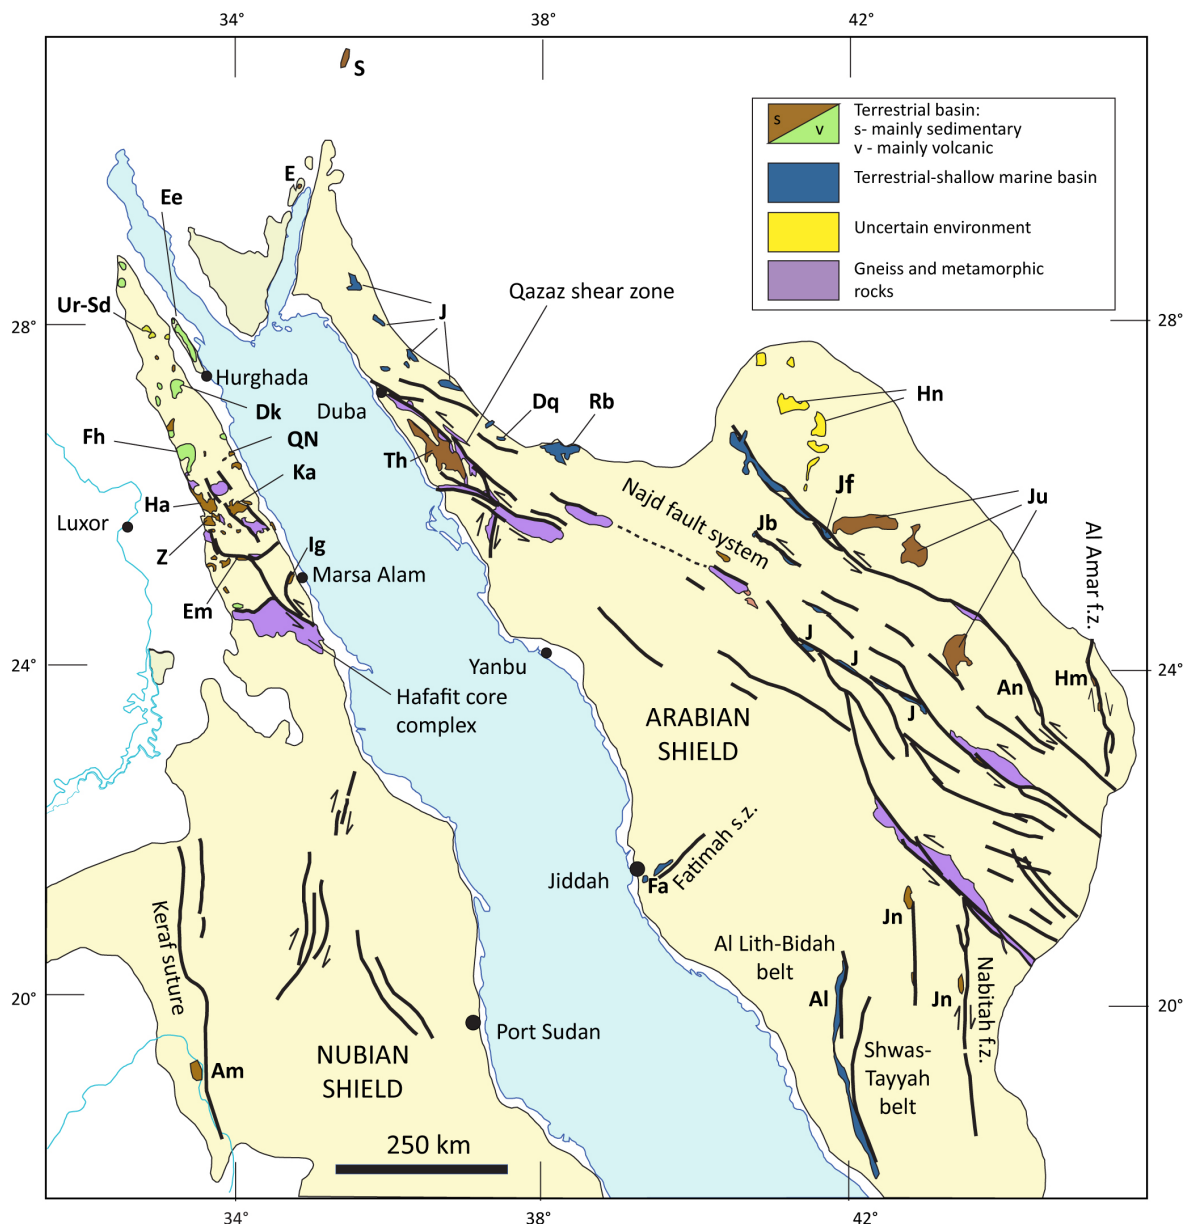 34°
38°
42°
S
Terrestrial basin:
s- mainly sedimentary
v - mainly volcanic
s
v
Terrestrial-shallow marine basin
Uncertain environment
Gneiss and metamorphic
rocks
E
Ee
Ur-Sd
28°
28°
J
Qazaz shear zone
Hurghada
Duba
Dk
Dq
Rb
Hn
Fh
QN
Th
Ka
Ha
Luxor
Z
Najd fault system
Jf
Jb
Ju
Al Amar f.z.
Ig
Marsa Alam
Em
24°
24°
Yanbu
J
J
J
An
Hm
Hafafit core
complex
ARABIAN
SHIELD
Jiddah
Fa
Fatimah s.z.
Keraf suture
Jn
Al Lith-Bidah
belt
Al
Jn
Nabitah f.z.
20°
20°
Port Sudan
Am
NUBIAN
SHIELD
Shwas-
Tayyah
belt
250 km
34°
38°
42°